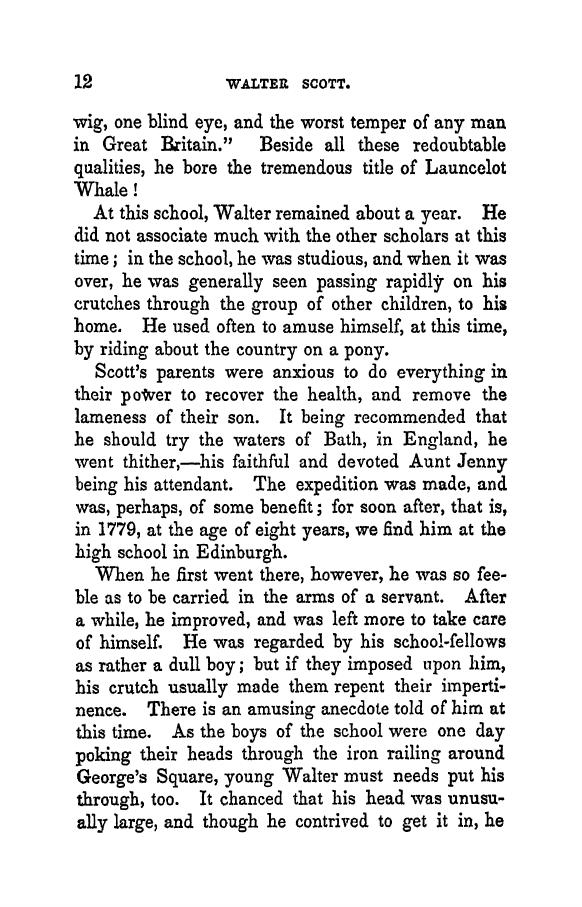 12 WALTER SCOTT.
wig, one blind eye, and the worst temper of any man
in Great Britain." Beside all these redoubtable
qualities, he bore the tremendous title of Launcelot
Whale!
At this school, Walter remained about a year. He
did not associate much with the other scholars at this
time; in the school, he was studious, and when it was
over, he was generally seen passing rapidly on his
crutches through the group of other children, to his
home. He used often to amuse himself, at this time,
by riding about the country on a pony.
Scott's parents were anxious to do everything in
their power to recover the health, and remove the
lameness of their son. It being recommended that
he should try the waters of Bath, in England, he
went thither,—his faithful and devoted Aunt Jenny
being his attendant. The expedition was made, and
was, perhaps, of some benefit; for soon after, that is,
in 1779, at the age of eight years, we find him at the
high school in Edinburgh.
When he first went there, however, he was so fee-
ble as to be carried in the arms of a servant. After
a while, he improved, and was left more to take care
of himself. He was regarded by his school-fellows
as rather a dull boy; but if they imposed upon him,
his crutch usually made them repent their imperti-
nence. There is an amusing anecdote told of him at
this time. As the boys of the school were one day
poking their heads through the iron railing around
George's Square, young Walter must needs put his
through, too. It chanced that his head was unusu-
ally large, and though he contrived to get it in, he